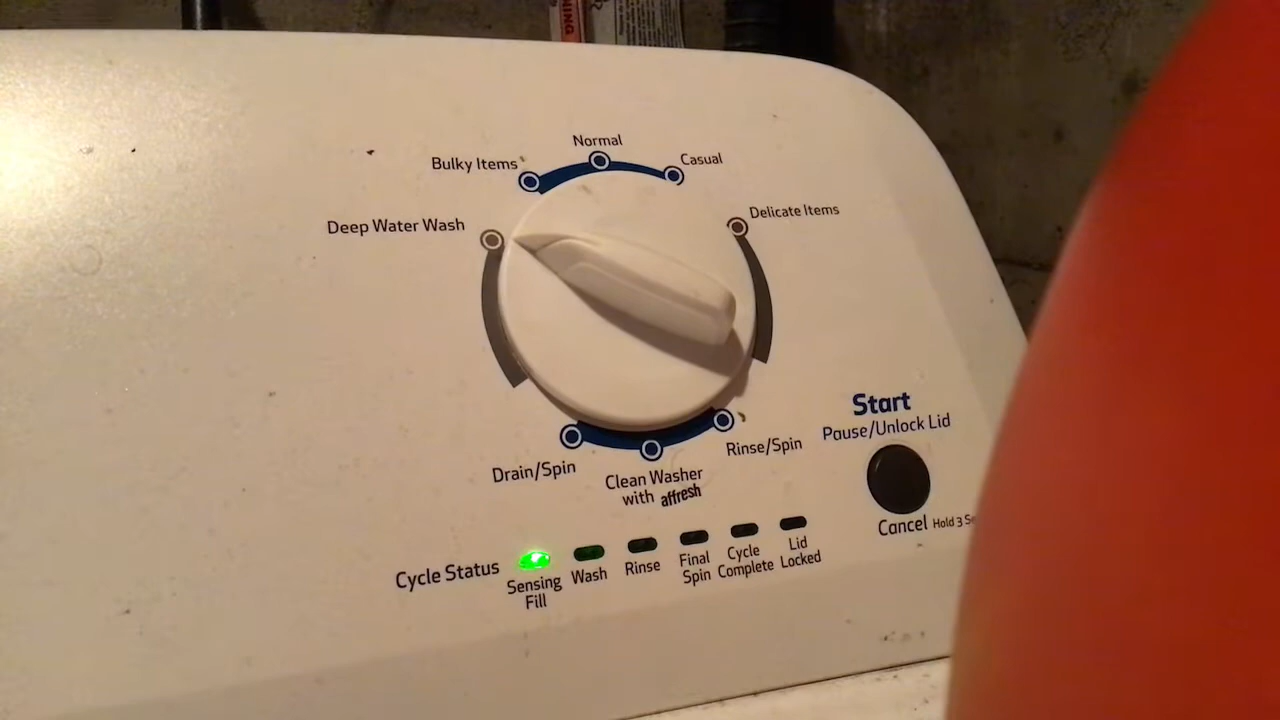 NING
Normal
Bulky Items
Casual
Deep Water Wash
Delicate Items
Drain/Spin
Clean Washer
with affresh
Rinse/Spin
Start
Pause/Unlock Lid
Cancel Hold 3 Se
Cycle Status
Sensing
Fill
Wash
Rinse
Final
Spin
Cycle
Complete
Lid
Locked